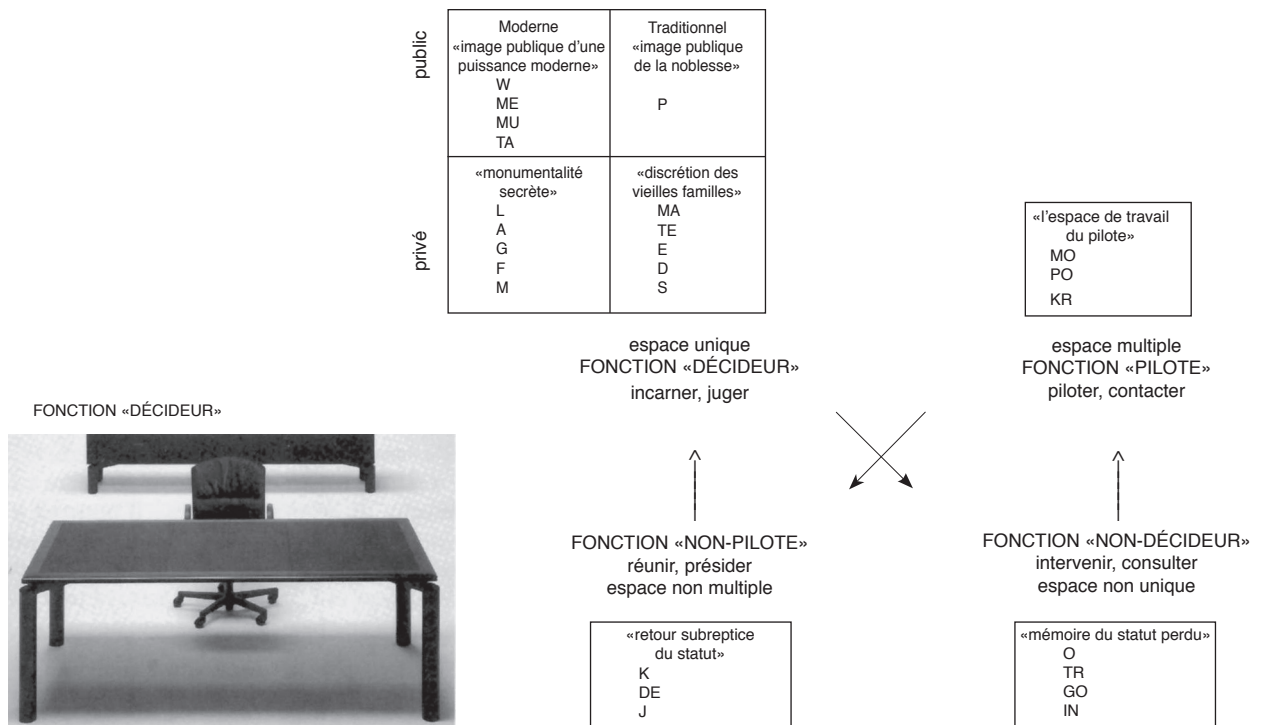 public
Moderne
«image publique d'une
puissance moderne»
W
ME
MU
TA
Traditionnel
«image publique
de la noblesse»
P
privé
«monumentalité
secrète»
L
A
G
F
M
«discrétion des
vieilles familles»
MA
TE
E
D
S
«l'espace de travail
du pilote»
MO
PO
KR
espace unique
FONCTION «DÉCIDEUR»
incarner, juger
espace multiple
FONCTION «PILOTE»
piloter, contacter
FONCTION «DÉCIDEUR»
FONCTION «NON-PILOTE»
réunir, présider
espace non multiple
FONCTION «NON-DÉCIDEUR»
intervenir, consulter
espace non unique
«retour subreptice
du statut»
K
DE
J
«mémoire du statut perdu»
O
TR
GO
IN